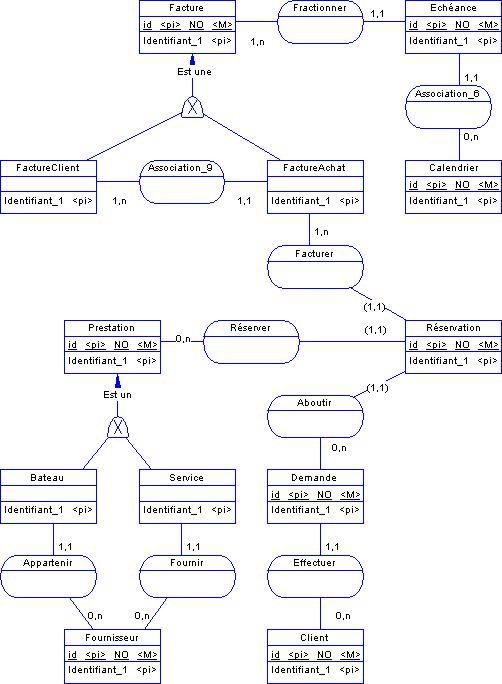 Facture
id <pi> NO <M>
Identifiant_1 <pi>
1,n
Fractionner
1,1
Echéance
id <pi> NO <M>
Identifiant_1 <pi>
Est une
X
1,1
Association_6
0,n
FactureClient
Identifiant_1 <pi>
1,n
Association_9
1,1
FactureAchat
Identifiant_1 <pi>
Calendrier
id <pi> NO <M>
Identifiant_1 <pi>
1,n
Facturer
(1,1)
Prestation
id <pi> NO <M>
Identifiant_1 <pi>
0,n
Réserver
(1,1)
Réservation
id <pi> NO <M>
Identifiant_1 <pi>
Est un
X
(1,1)
Aboutir
0,n
Bateau
Identifiant_1 <pi>
Service
Identifiant_1 <pi>
Demande
id <pi> NO <M>
Identifiant_1 <pi>
1,1
1,1
1,1
Appartenir
Fournir
Effectuer
0,n
0,n
0,n
Fournisseur
id <pi> NO <M>
Identifiant_1 <pi>
Client
id <pi> NO <M>
Identifiant_1 <pi>